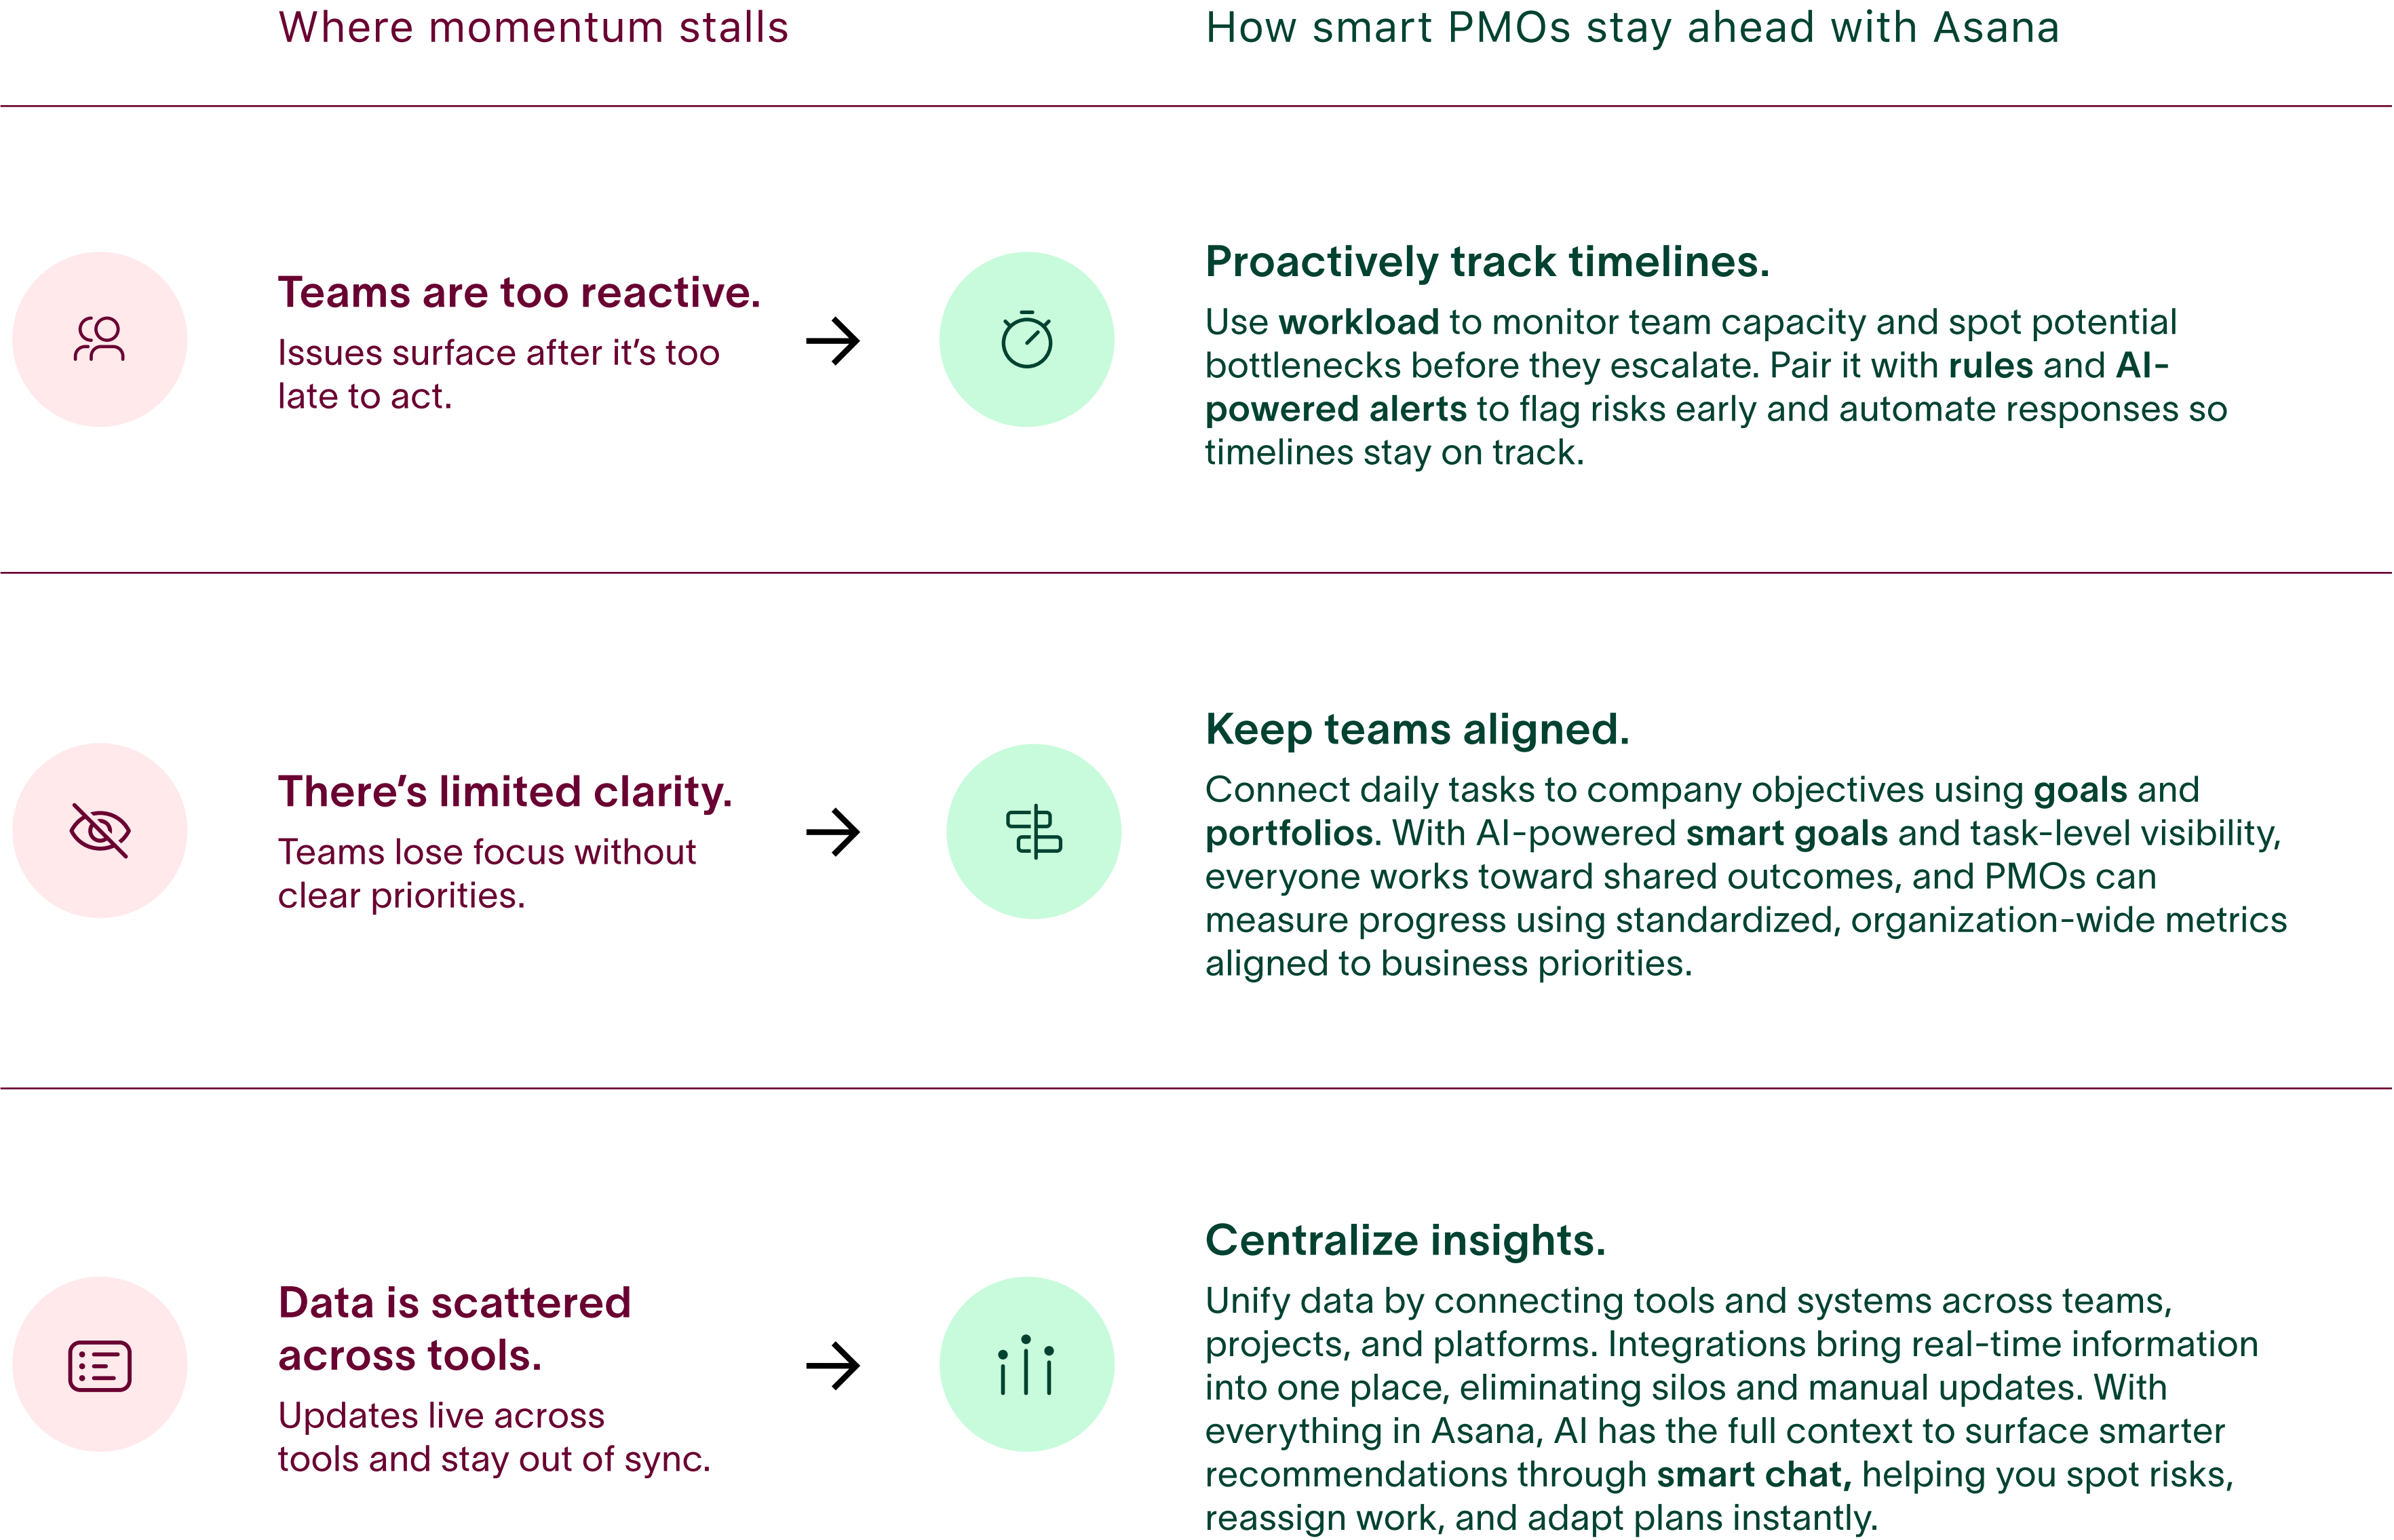 Where momentum stalls
How smart PMOs stay ahead with Asana
Teams are too reactive.
Issues surface after it’s too
late to act.
Proactively track timelines.
Use workload to monitor team capacity and spot potential
bottlenecks before they escalate. Pair it with rules and AI-
powered alerts to flag risks early and automate responses so
timelines stay on track.
There’s limited clarity.
Teams lose focus without
clear priorities.
Keep teams aligned.
Connect daily tasks to company objectives using goals and
portfolios. With AI-powered smart goals and task-level visibility,
everyone works toward shared outcomes, and PMOs can
measure progress using standardized, organization-wide metrics
aligned to business priorities.
Data is scattered
across tools.
Updates live across
tools and stay out of sync.
Centralize insights.
Unify data by connecting tools and systems across teams,
projects, and platforms. Integrations bring real-time information
into one place, eliminating silos and manual updates. With
everything in Asana, AI has the full context to surface smarter
recommendations through smart chat, helping you spot risks,
reassign work, and adapt plans instantly.